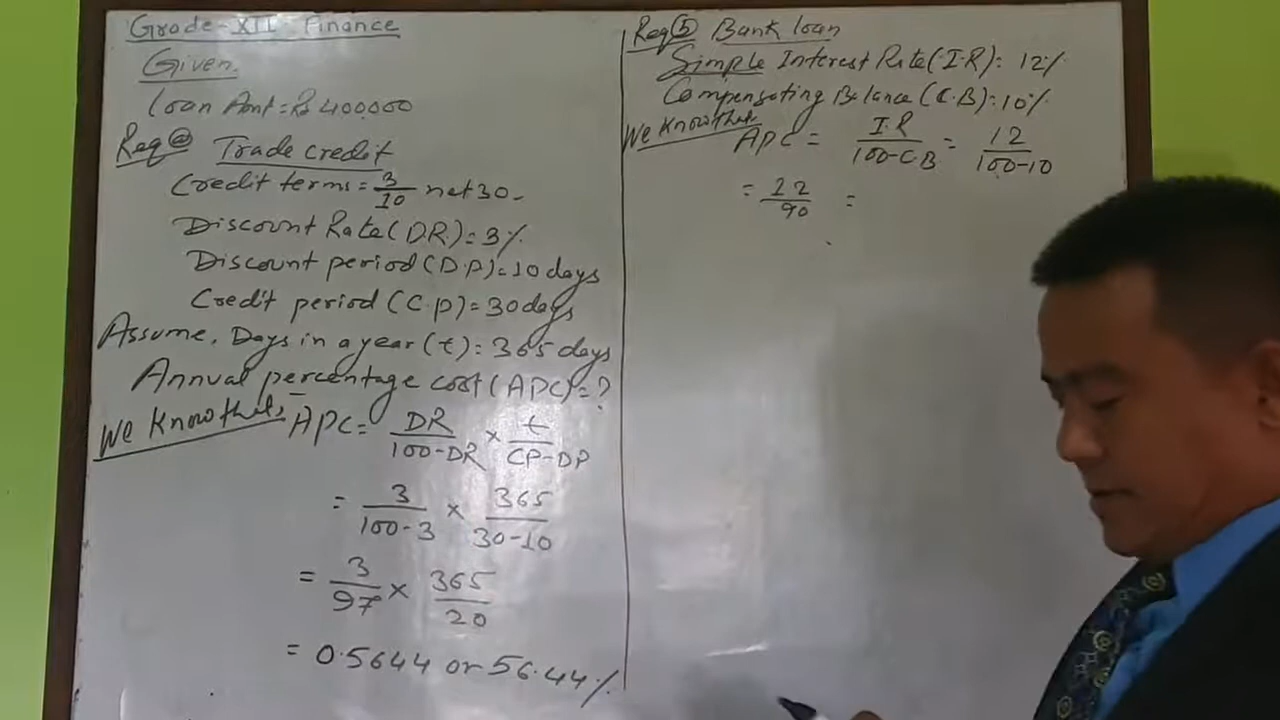 Grade-XII Finance
Given.
Loan Amt = Rs 400000
Req @ Trade credit
Credit terms = 3/10 net 30
Discount Rate (D.R.) = 3%
Discount period (D.P) = 10 days
Credit period (C.P) = 30 days
Assume, Days in a year (t) = 365 days
Annual percentage cost (APC) = ?
We Know that, APC = DR/100-DR × t/CP-DP
= 3/100-3 × 365/30-10
= 3/97 × 365/20
= 0.5644 or 56.44%
Req (b) Bank loan
Simple Interest Rate (I.R) = 12%
Compensating Balance (C.B) = 10%
We Know that APC = I.R/100-CB = 12/100-10
= 12/90 =